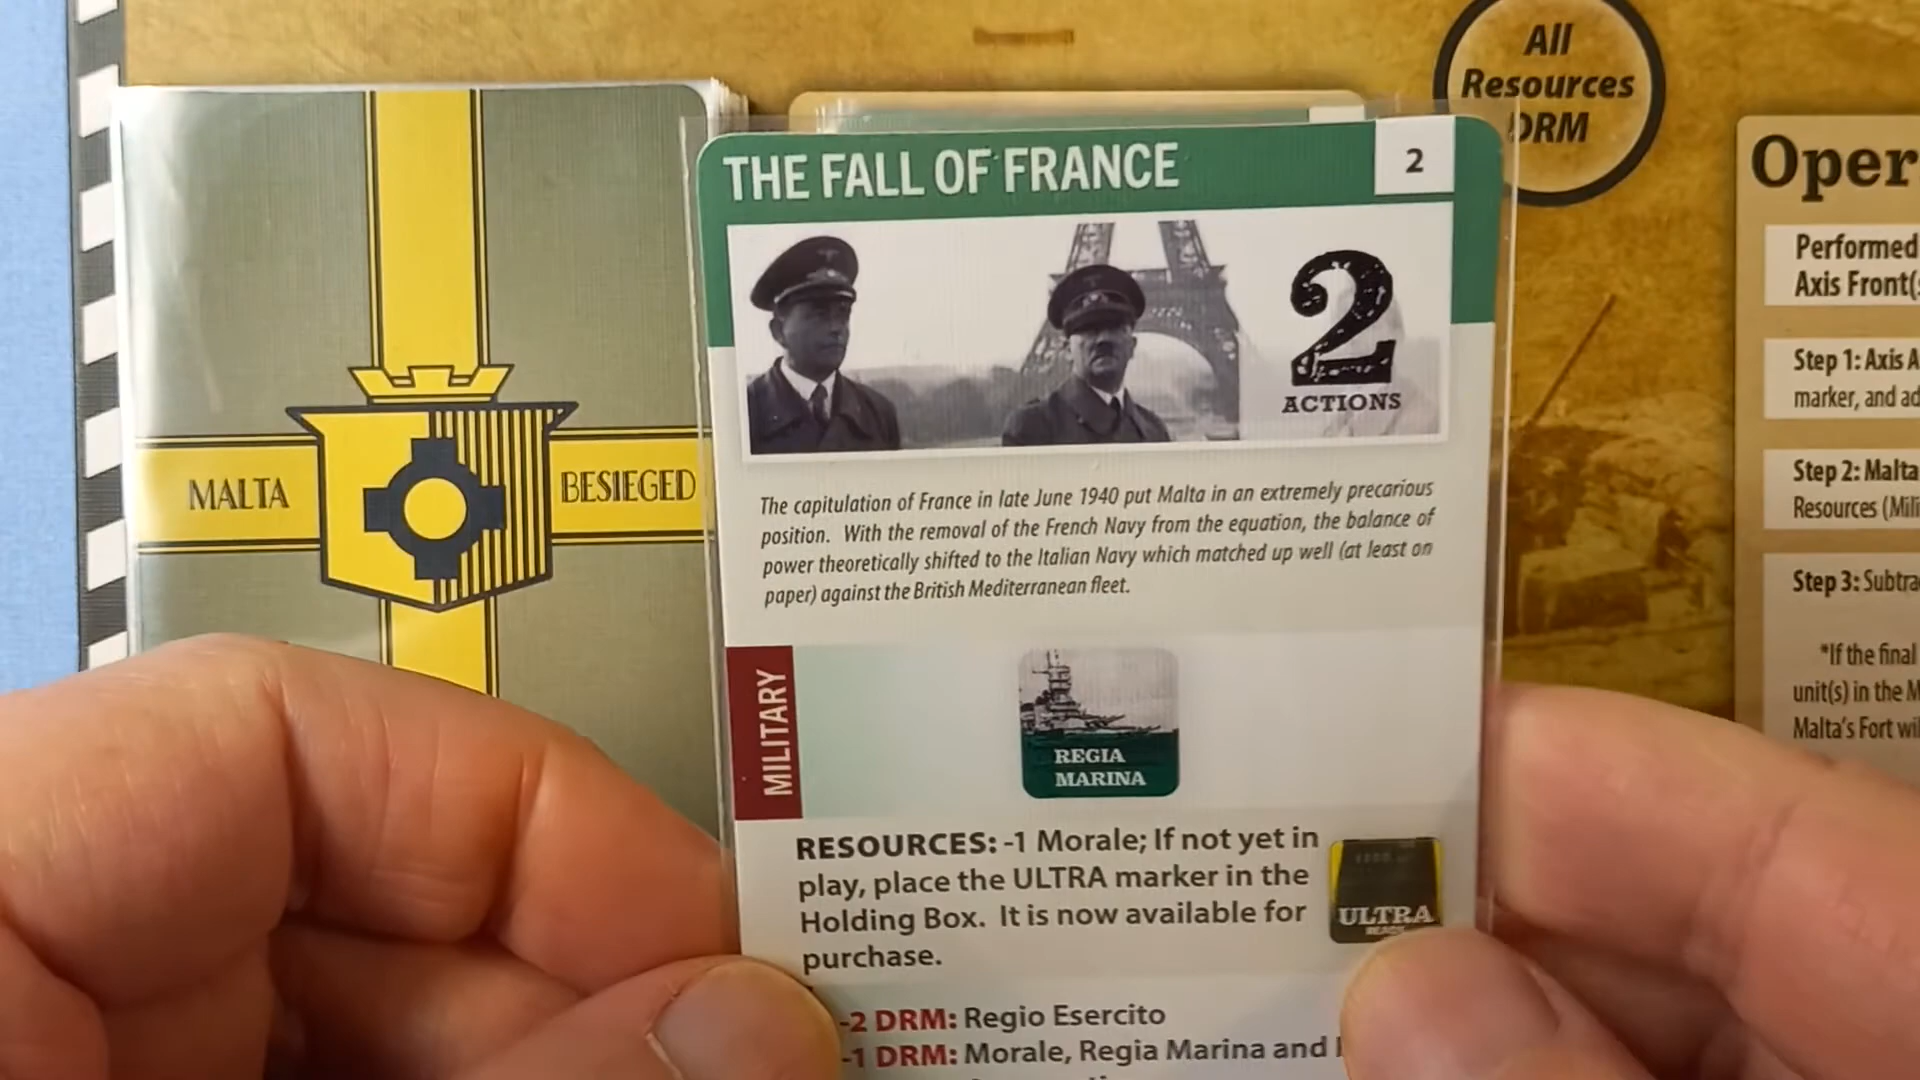 All
Resources
DRM
MALTA BESIEGED
THE FALL OF FRANCE
2
2
ACTIONS
The capitulation of France in late June 1940 put Malta in an extremely precarious
position. With the removal of the French Navy from the equation, the balance of
power theoretically shifted to the Italian Navy which matched up well (at least on
paper) against the British Mediterranean fleet.
MILITARY
REGIA
MARINA
RESOURCES: -1 Morale; If not yet in
play, place the ULTRA marker in the
Holding Box. It is now available for
purchase.
ULTRA
-2 DRM: Regio Esercito
-1 DRM: Morale, Regia Marina and
Oper
Performed
Axis Front(s
Step 1: Axis A
marker, and ad
Step 2: Malta
Resources (Mili
Step 3: Subtra
*If the final
unit(s) in the M
Malta's Fort wil